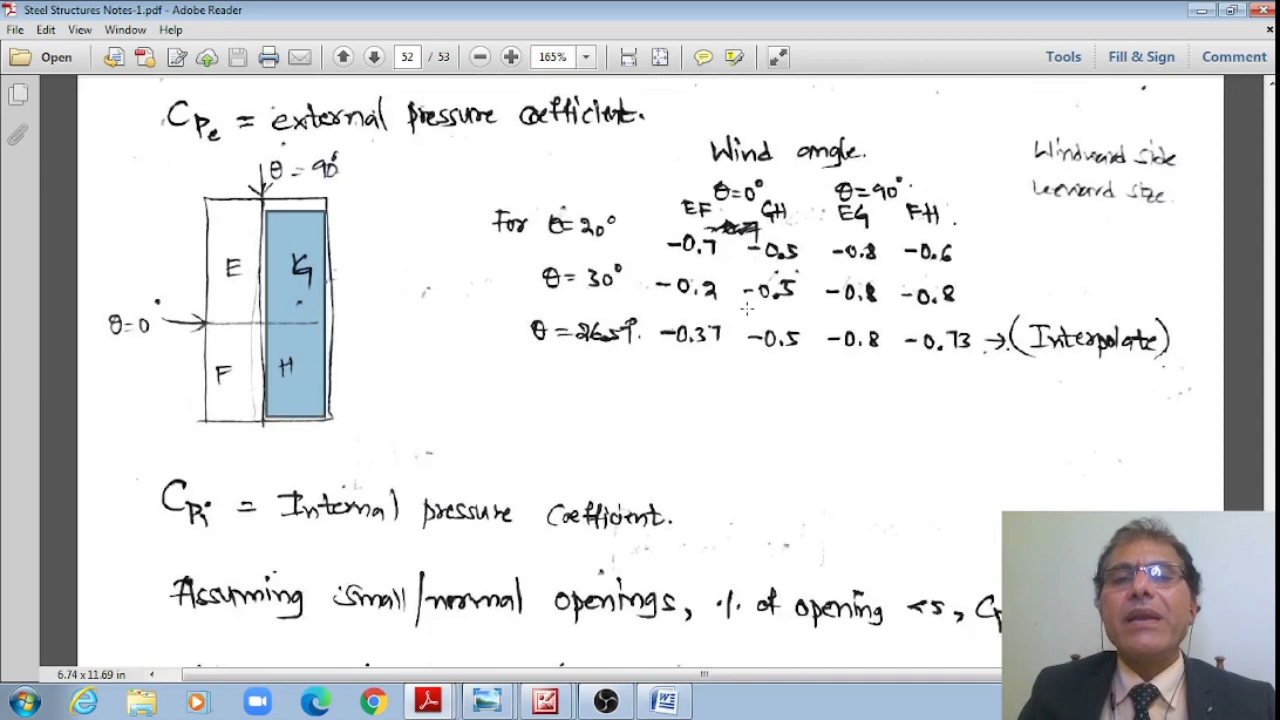 Steel Structures Notes-1.pdf - Adobe Reader
File Edit View Window Help
Open 52 / 53 165% Tools Fill & Sign Comment
CPe = external pressure coefficient.
θ = 90°
Wind angle.
Windward side
θ=0° θ=90°
Leeward size
EF GH EG FH
For θ=20° -0.7 -0.5 -0.8 -0.6
E G
θ = 30° -0.2 -0.5 -0.8 -0.8
θ=0°
θ = 26.57° -0.37 -0.5 -0.8 -0.73 → (Interpolate)
F H
CPi = Internal pressure coefficient.
Assuming small/normal openings, % of opening <5, CP
6.74 x 11.69 in